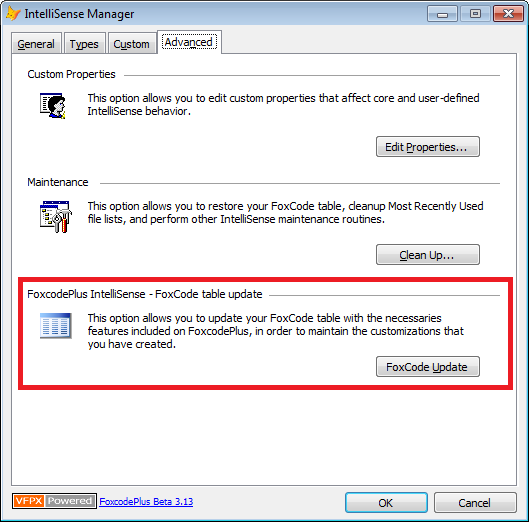 IntelliSense Manager
General Types Custom Advanced
Custom Properties
This option allows you to edit custom properties that affect core and user-defined
IntelliSense behavior.
Edit Properties...
Maintenance
This option allows you to restore your FoxCode table, cleanup Most Recently Used
file lists, and perform other IntelliSense maintenance routines.
Clean Up...
FoxcodePlus IntelliSense - FoxCode table update
This option allows you to update your FoxCode table with the necessaries
features included on FoxcodePlus, in order to maintain the customizations that
you have created.
FoxCode Update
VFPX Powered FoxcodePlus Beta 3.13 OK Cancel